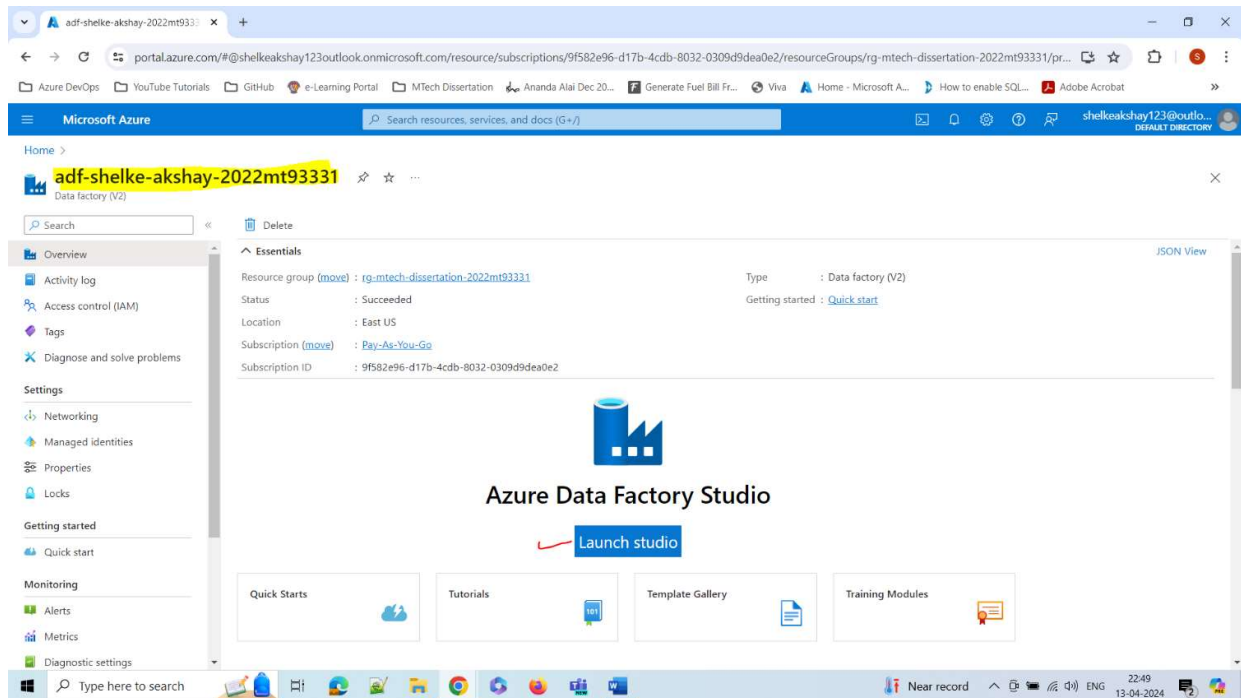 adf-shelke-akshay-2022mt9333
portal.azure.com/#@shelkeakshay123outlook.onmicrosoft.com/resource/subscriptions/9f582e96-d17b-4cdb-8032-0309d9dea0e2/resourceGroups/rg-mtech-dissertation-2022mt93331/pr...
S
Azure DevOps YouTube Tutorials GitHub e-Learning Portal MTech Dissertation Ananda Alai Dec 20... Generate Fuel Bill Fr... Viva Home - Microsoft A... How to enable SQL... Adobe Acrobat »
Microsoft Azure Search resources, services, and docs (G+/) shelkeakshay123@outlo...
DEFAULT DIRECTORY
Home >
adf-shelke-akshay-2022mt93331 ...
Data factory (V2)
Search « Delete
Overview
Activity log
Access control (IAM)
Tags
Diagnose and solve problems
Settings
Networking
Managed identities
Properties
Locks
Getting started
Quick start
Monitoring
Alerts
Metrics
Diagnostic settings
Essentials JSON View
Resource group (move) : rg-mtech-dissertation-2022mt93331 Type : Data factory (V2)
Status : Succeeded Getting started : Quick start
Location : East US
Subscription (move) : Pay-As-You-Go
Subscription ID : 9f582e96-d17b-4cdb-8032-0309d9dea0e2
Azure Data Factory Studio
Launch studio
Quick Starts Tutorials Template Gallery Training Modules
101
Type here to search Near record ENG 22:49
13-04-2024